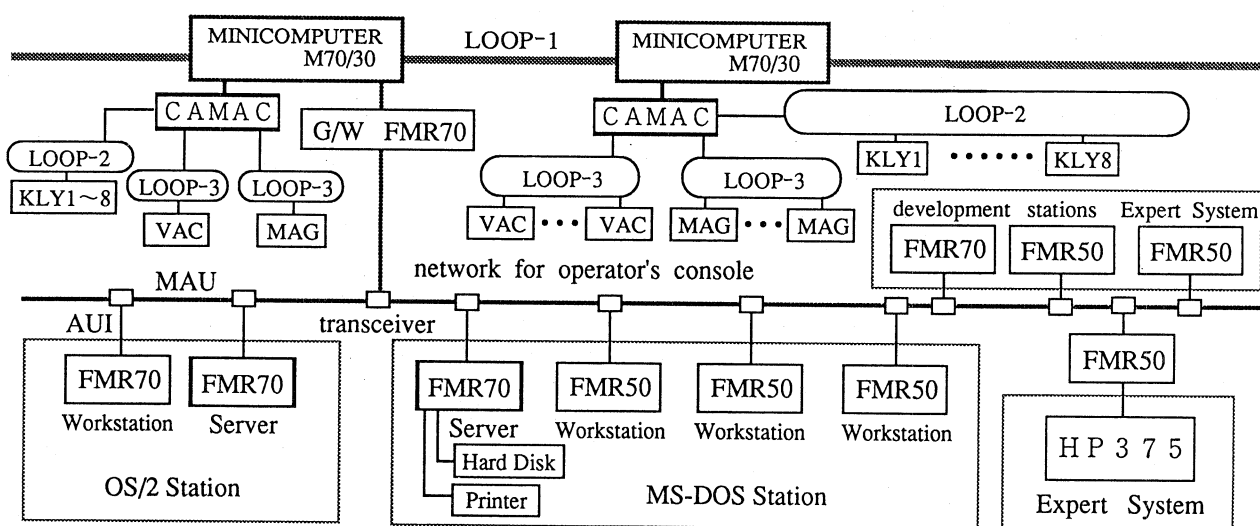 MINICOMPUTER
M70/30
LOOP-1
MINICOMPUTER
M70/30
CAMAC
G/W FMR70
LOOP-2
KLY1～8
LOOP-3
VAC
LOOP-3
MAG
CAMAC
LOOP-2
KLY1 ・・・・・・ KLY8
LOOP-3
VAC ・・・ VAC
LOOP-3
MAG ・・・ MAG
development stations
FMR70
FMR50
Expert System
FMR50
network for operator's console
MAU
AUI
transceiver
FMR70
Workstation
FMR70
Server
OS/2 Station
FMR70
Server
Hard Disk
Printer
FMR50
Workstation
FMR50
Workstation
FMR50
Workstation
MS-DOS Station
FMR50
HP375
Expert System